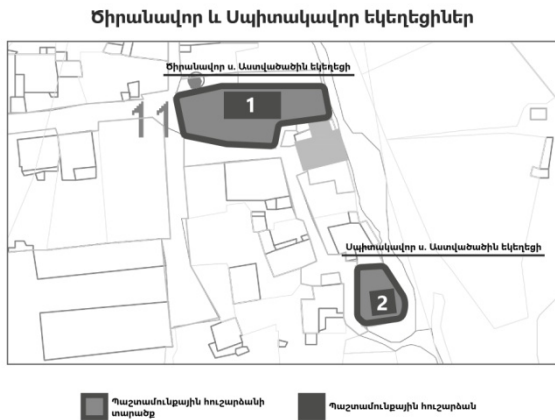 Ծիրանավոր և Սպիտակավոր եկեղեցիներ
Ծիրանավոր ս. Աստվածածին եկեղեցի
11
1
Սպիտակավոր ս. Աստվածածին եկեղեցի
2
Պաշտամունքային հուշարձանի
տարածք
Պաշտամունքային հուշարձան